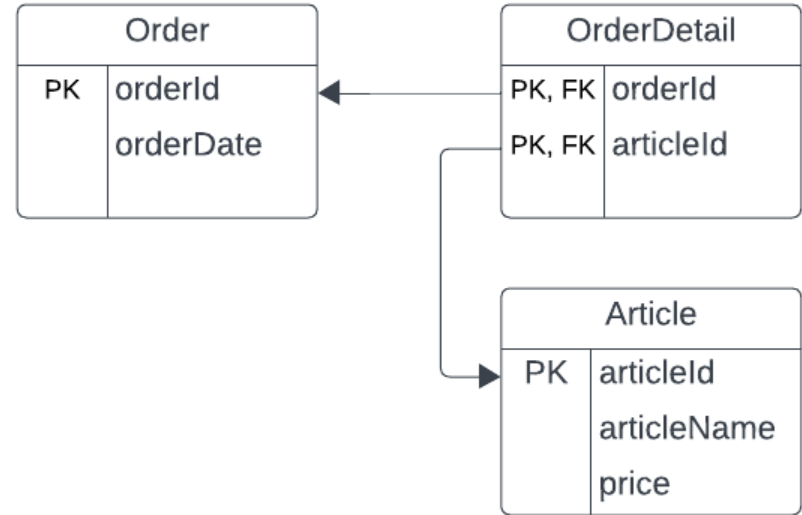 Order
PK orderId
orderDate
OrderDetail
PK, FK orderId
PK, FK articleId
Article
PK articleId
articleName
price